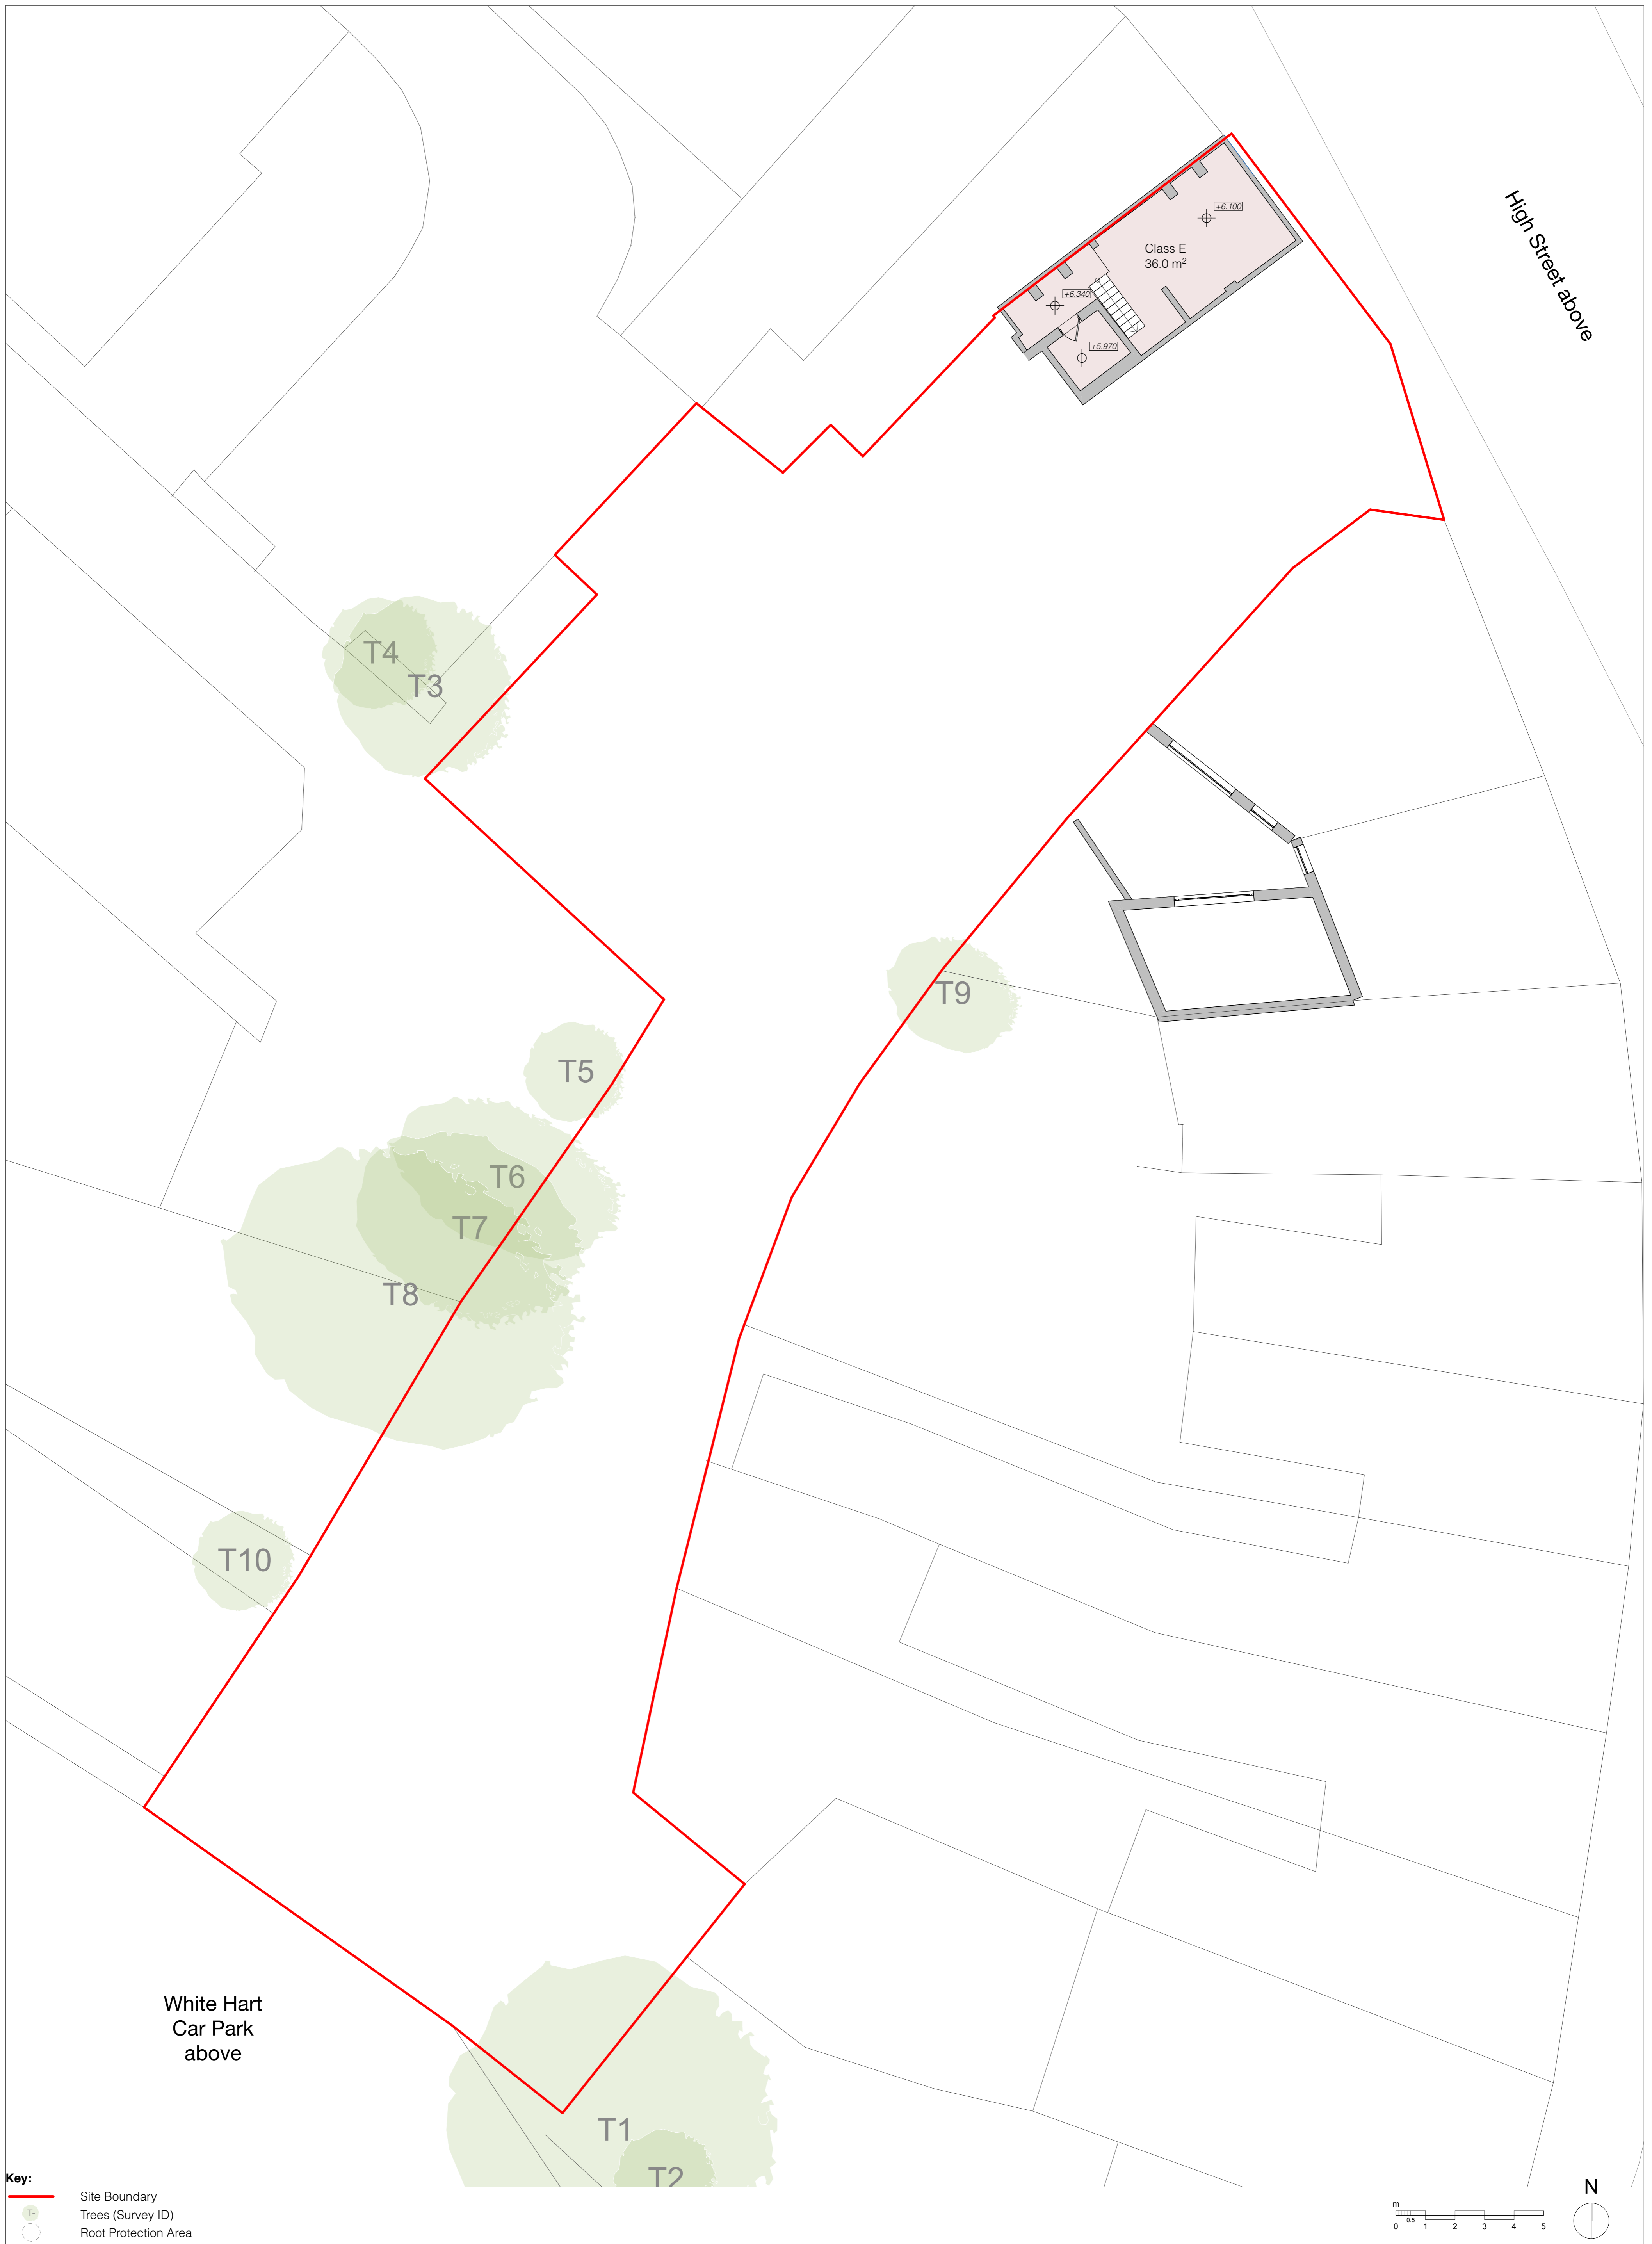 High Street above
+6.100
Class E
36.0 m²
+6.340
+5.970
T4
T3
T9
T5
T6
T7
T8
T10
White Hart
Car Park
above
T1
T2
Key:
Site Boundary
T-
Trees (Survey ID)
Root Protection Area
m
0 0.5 1 2 3 4 5
N